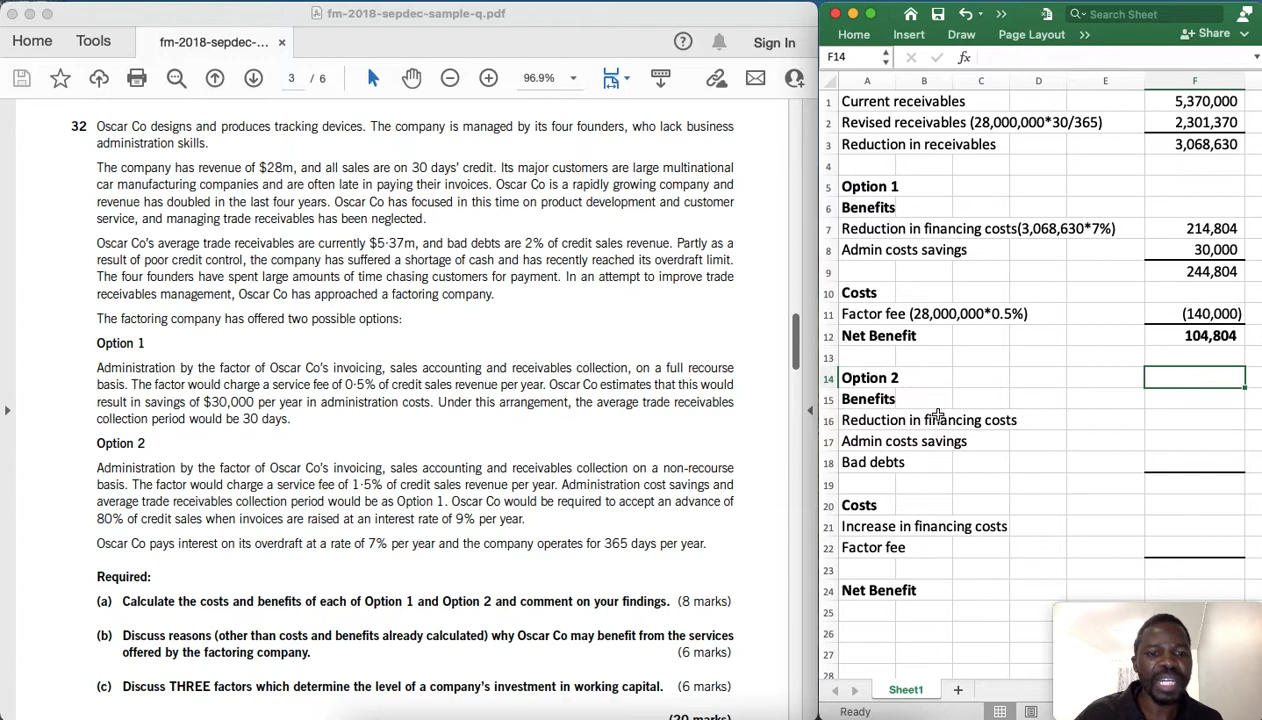 fm-2018-sepdec-sample-q.pdf
Home Tools fm-2018-sepdec-... × Sign In
3 / 6 96.9%
32 Oscar Co designs and produces tracking devices. The company is managed by its four founders, who lack business
administration skills.
The company has revenue of $28m, and all sales are on 30 days' credit. Its major customers are large multinational
car manufacturing companies and are often late in paying their invoices. Oscar Co is a rapidly growing company and
revenue has doubled in the last four years. Oscar Co has focused in this time on product development and customer
service, and managing trade receivables has been neglected.
Oscar Co's average trade receivables are currently $5·37m, and bad debts are 2% of credit sales revenue. Partly as a
result of poor credit control, the company has suffered a shortage of cash and has recently reached its overdraft limit.
The four founders have spent large amounts of time chasing customers for payment. In an attempt to improve trade
receivables management, Oscar Co has approached a factoring company.
The factoring company has offered two possible options:
Option 1
Administration by the factor of Oscar Co's invoicing, sales accounting and receivables collection, on a full recourse
basis. The factor would charge a service fee of 0·5% of credit sales revenue per year. Oscar Co estimates that this would
result in savings of $30,000 per year in administration costs. Under this arrangement, the average trade receivables
collection period would be 30 days.
Option 2
Administration by the factor of Oscar Co's invoicing, sales accounting and receivables collection on a non-recourse
basis. The factor would charge a service fee of 1·5% of credit sales revenue per year. Administration cost savings and
average trade receivables collection period would be as Option 1. Oscar Co would be required to accept an advance of
80% of credit sales when invoices are raised at an interest rate of 9% per year.
Oscar Co pays interest on its overdraft at a rate of 7% per year and the company operates for 365 days per year.
Required:
(a) Calculate the costs and benefits of each of Option 1 and Option 2 and comment on your findings. (8 marks)
(b) Discuss reasons (other than costs and benefits already calculated) why Oscar Co may benefit from the services
offered by the factoring company. (6 marks)
(c) Discuss THREE factors which determine the level of a company's investment in working capital. (6 marks)
(20 marks)
Search Sheet
Home Insert Draw Page Layout Share
F14 fx
A B C D E F
1 Current receivables 5,370,000
2 Revised receivables (28,000,000*30/365) 2,301,370
3 Reduction in receivables 3,068,630
4
5 Option 1
6 Benefits
7 Reduction in financing costs(3,068,630*7%) 214,804
8 Admin costs savings 30,000
9 244,804
10 Costs
11 Factor fee (28,000,000*0.5%) (140,000)
12 Net Benefit 104,804
13
14 Option 2
15 Benefits
16 Reduction in financing costs
17 Admin costs savings
18 Bad debts
19
20 Costs
21 Increase in financing costs
22 Factor fee
23
24 Net Benefit
25
26
27
28
Sheet1
Ready